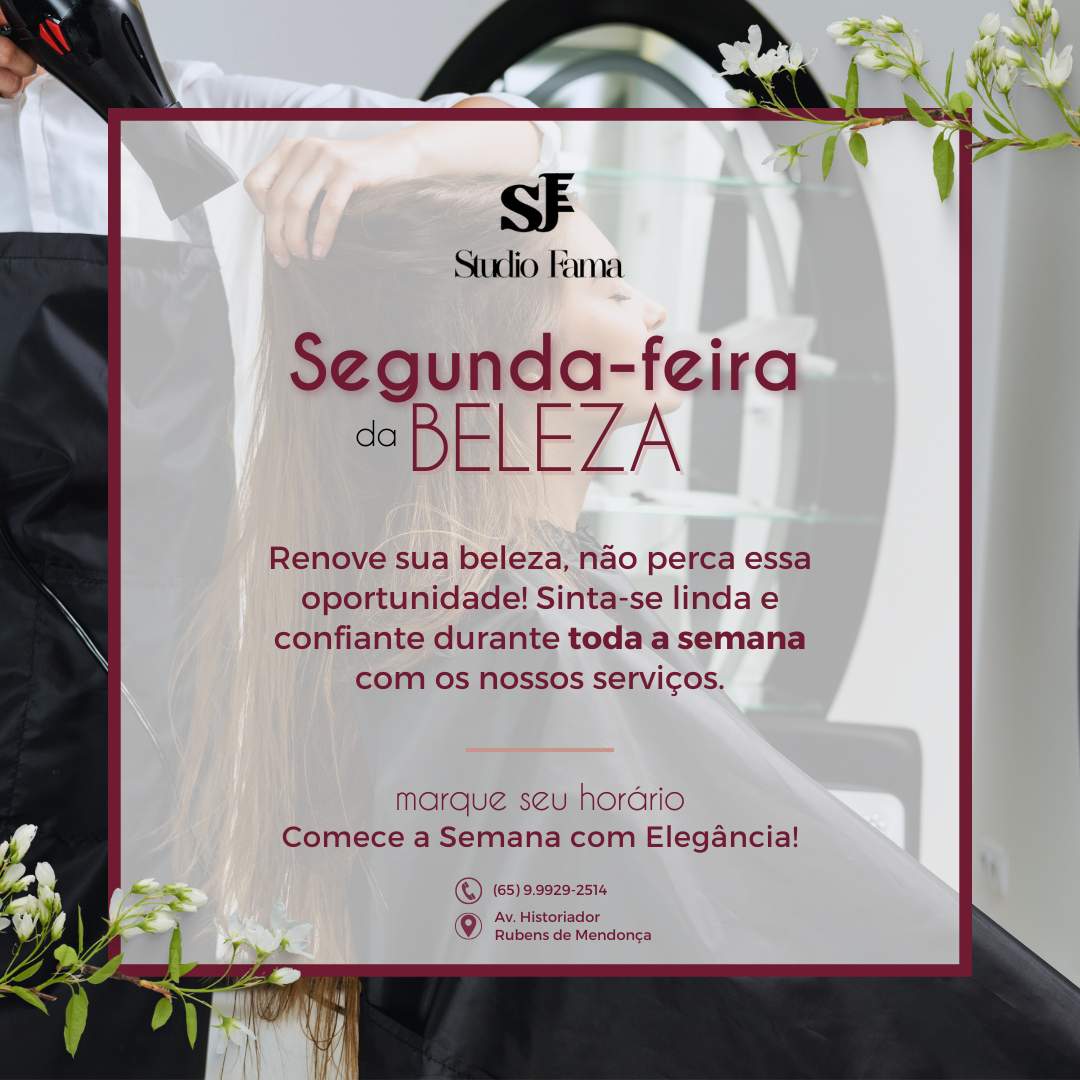 SF
Studio Fama
Segunda-feira
da BELEZA
Renove sua beleza, não perca essa
oportunidade! Sinta-se linda e
confiante durante toda a semana
com os nossos serviços.
marque seu horário
Comece a Semana com Elegância!
(65) 9.9929-2514
Av. Historiador
Rubens de Mendonça